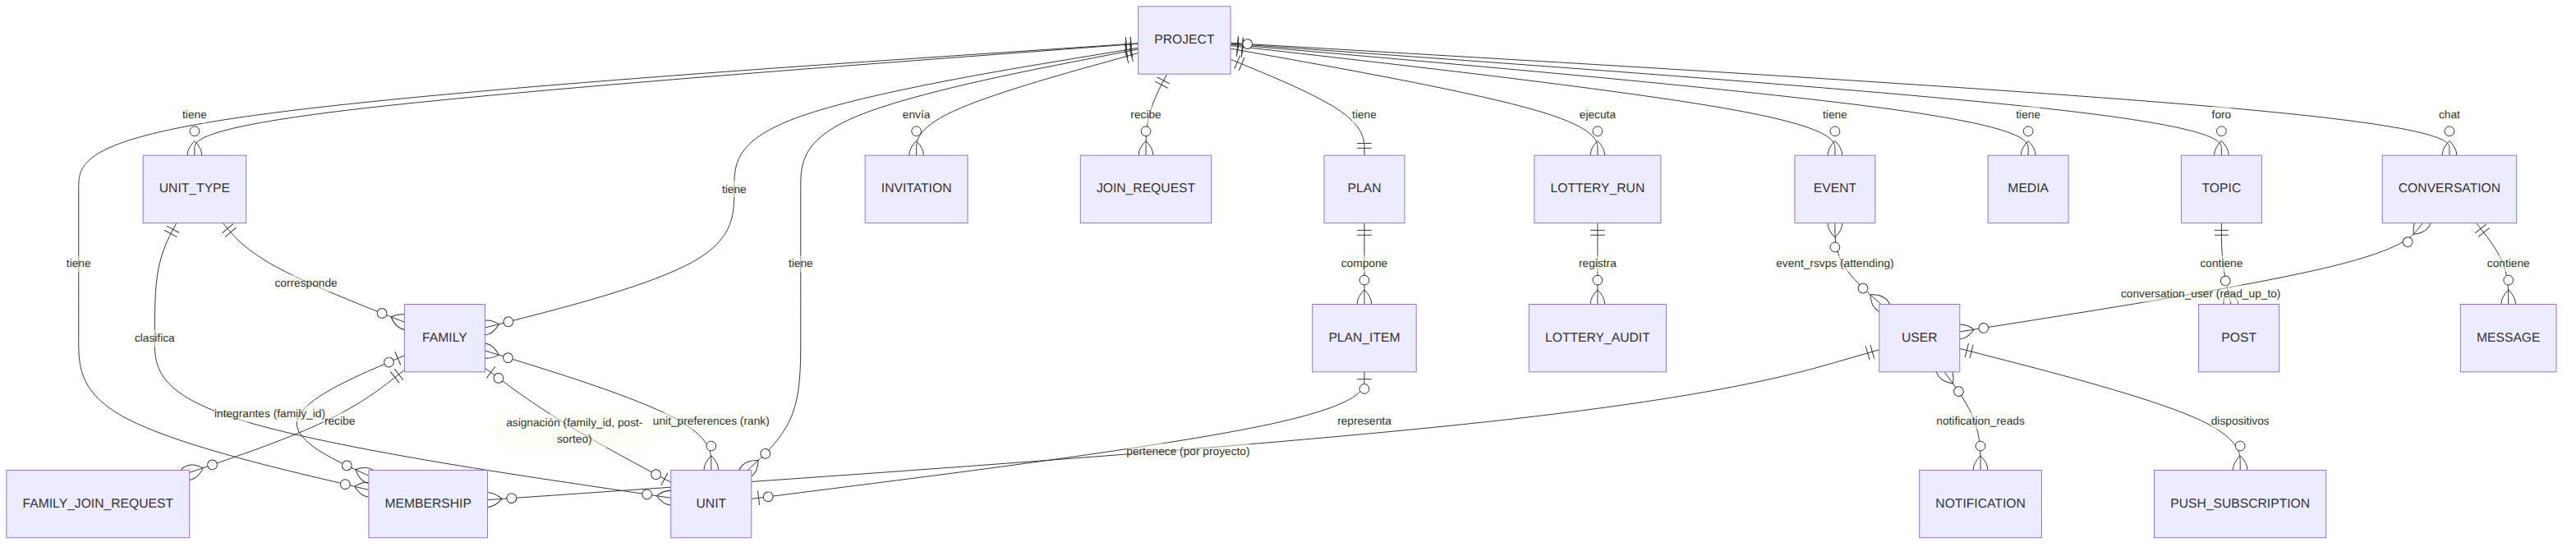 PROJECT
tiene
envía
recibe
tiene
ejecuta
tiene
tiene
foro
chat
UNIT_TYPE
tiene
INVITATION
JOIN_REQUEST
PLAN
LOTTERY_RUN
EVENT
MEDIA
TOPIC
CONVERSATION
tiene
corresponde
tiene
compone
registra
event_rsvps (attending)
contiene
conversation_user (read_up_to)
contiene
clasifica
FAMILY
PLAN_ITEM
LOTTERY_AUDIT
USER
POST
MESSAGE
integrantes (family_id)
recibe
asignación (family_id, post-
sorteo)
unit_preferences (rank)
representa
pertenece (por proyecto)
notification_reads
dispositivos
FAMILY_JOIN_REQUEST
MEMBERSHIP
UNIT
NOTIFICATION
PUSH_SUBSCRIPTION